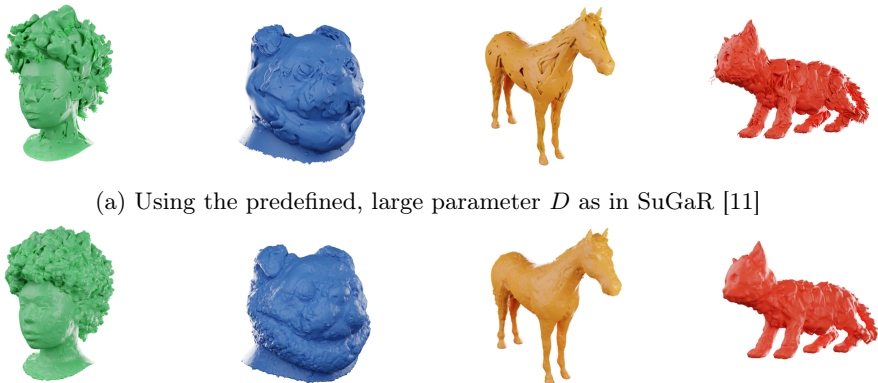 (a) Using the predefined, large parameter D as in SuGaR [11]